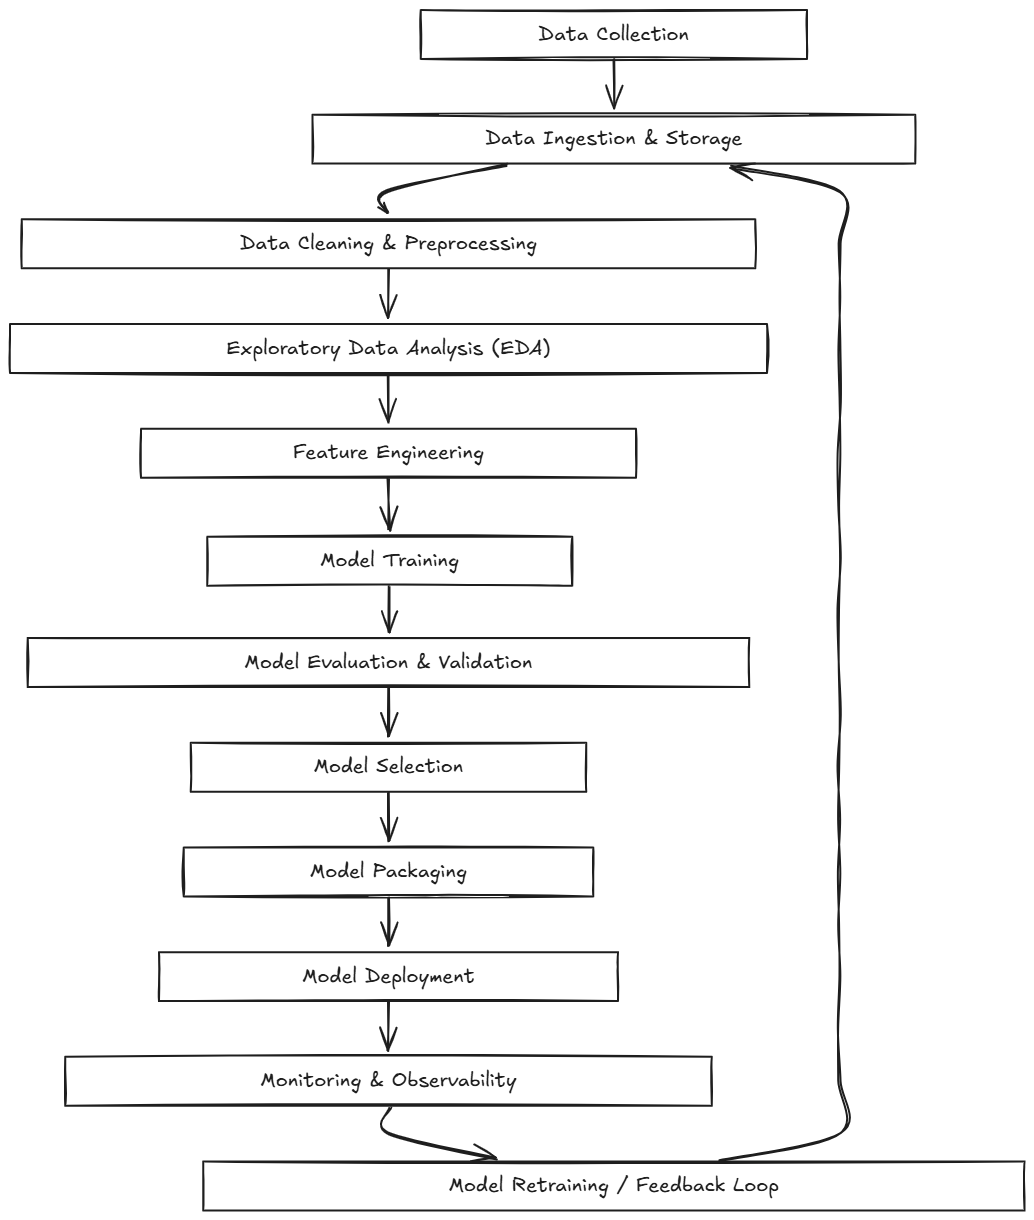 Data Collection
Data Ingestion & Storage
Data Cleaning & Preprocessing
Exploratory Data Analysis (EDA)
Feature Engineering
Model Training
Model Evaluation & Validation
Model Selection
Model Packaging
Model Deployment
Monitoring & Observability
Model Retraining / Feedback Loop